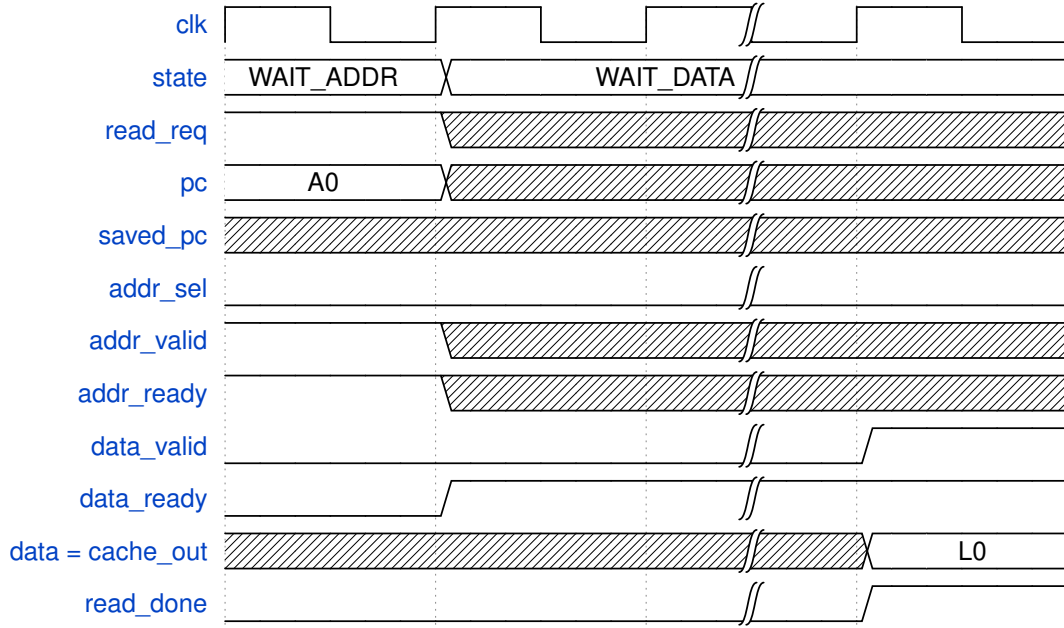 clk
state WAIT_ADDR WAIT_DATA
read_req
pc A0
saved_pc
addr_sel
addr_valid
addr_ready
data_valid
data_ready
data = cache_out L0
read_done